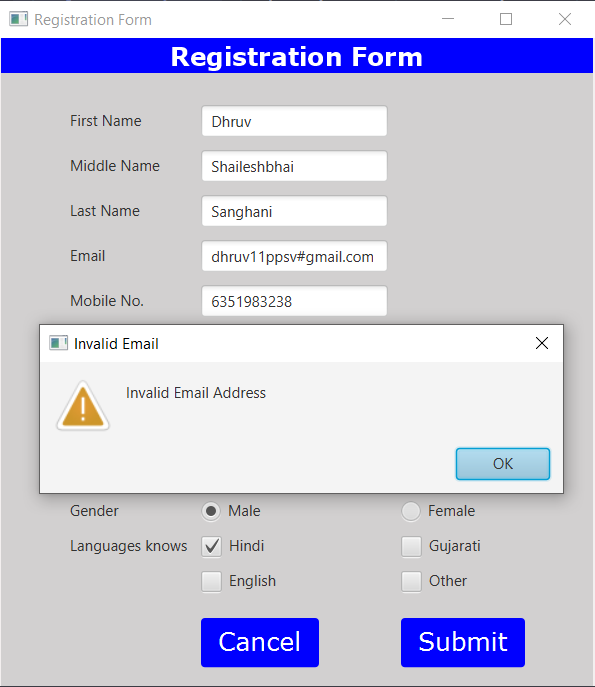 Registration Form
Registration Form
First Name Dhruv
Middle Name Shaileshbhai
Last Name Sanghani
Email dhruv11ppsv#gmail.com
Mobile No. 6351983238
Invalid Email
Invalid Email Address
OK
Gender Male Female
Languages knows Hindi Gujarati
English Other
Cancel Submit